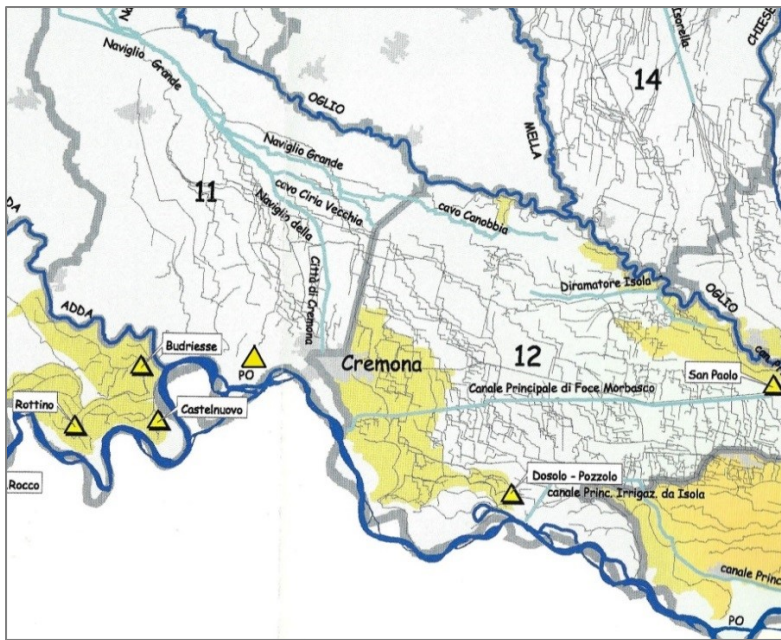 Naviglio Grande
OGLIO
Isorella
CHIESE
14
MELLA
Naviglio Grande
11
cavo Ciria Vecchia
cavo Canobbia
Naviglio della
Città di Cremona
Diramatore Isola
OGLIO
ADDA
Budriesse
PO
Cremona
12
San Paolo
Canale Principale di Foce Morbasco
Rottino
Castelnuovo
.Rocco
Dosolo - Pozzolo
canale Princ. Irrigaz. da Isola
canale Princ
PO